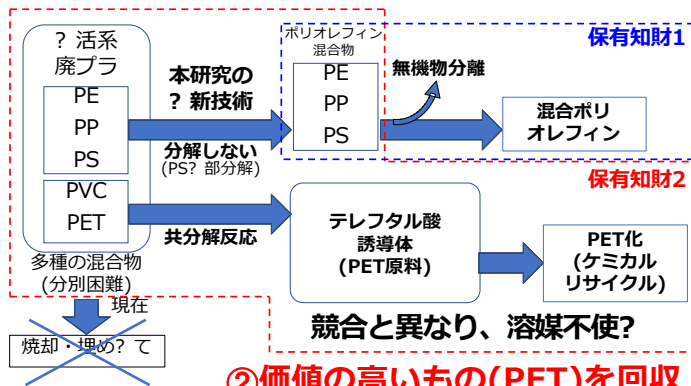 ? 活系
廃プラ
PE
PP
PS
PVC
PET
多種の混合物
(分別困難)
現在
焼却・埋め? て
本研究の
? 新技術
分解しない
(PS? 部分解)
共分解反応
ポリオレフィン
混合物
PE
PP
PS
無機物分離
保有知財1
混合ポリ
オレフィン
保有知財2
テレフタル酸
誘導体
(PET原料)
PET化
(ケミカル
リサイクル)
競合と異なり、溶媒不使?
②価値の高いもの(PET)を回収